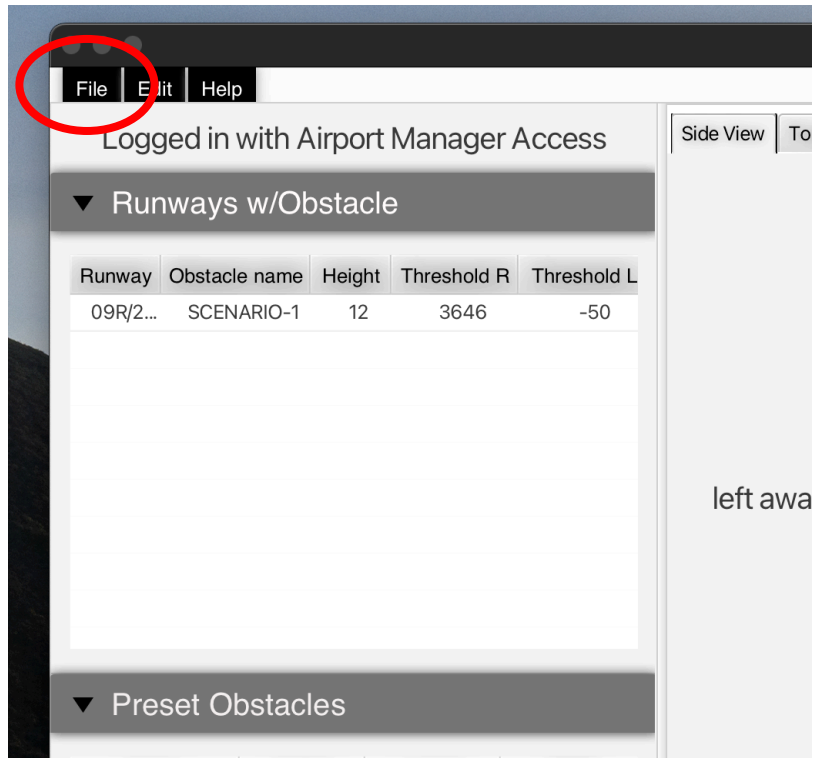 File Edit Help
Logged in with Airport Manager Access
Side View To
Runways w/Obstacle
Runway Obstacle name Height Threshold R Threshold L
09R/2... SCENARIO-1 12 3646 -50
left awa
Preset Obstacles